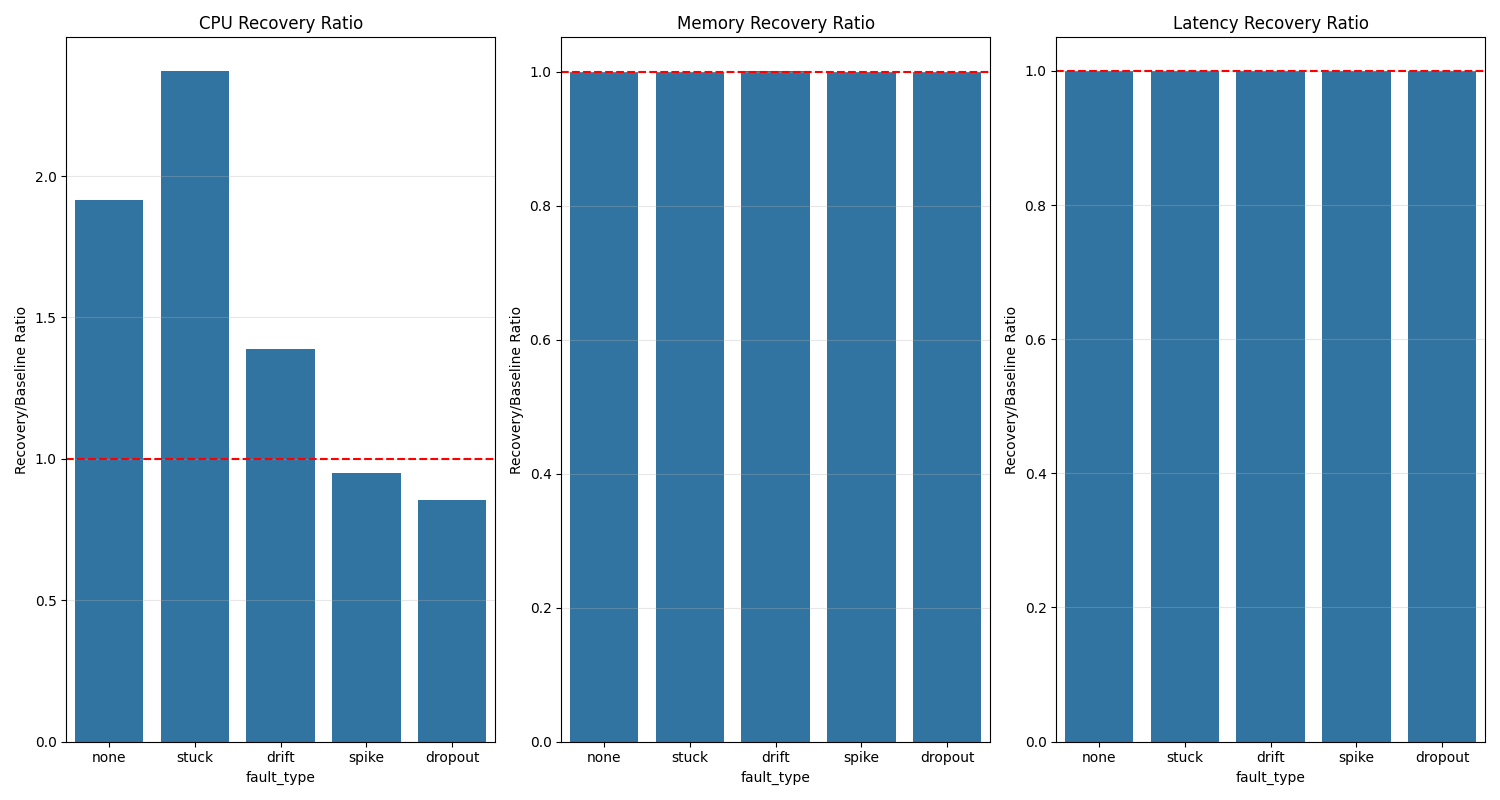 CPU Recovery Ratio
Recovery/Baseline Ratio
2.0
1.5
1.0
0.5
0.0
none stuck drift spike dropout
fault_type
Memory Recovery Ratio
Recovery/Baseline Ratio
1.0
0.8
0.6
0.4
0.2
0.0
none stuck drift spike dropout
fault_type
Latency Recovery Ratio
Recovery/Baseline Ratio
1.0
0.8
0.6
0.4
0.2
0.0
none stuck drift spike dropout
fault_type